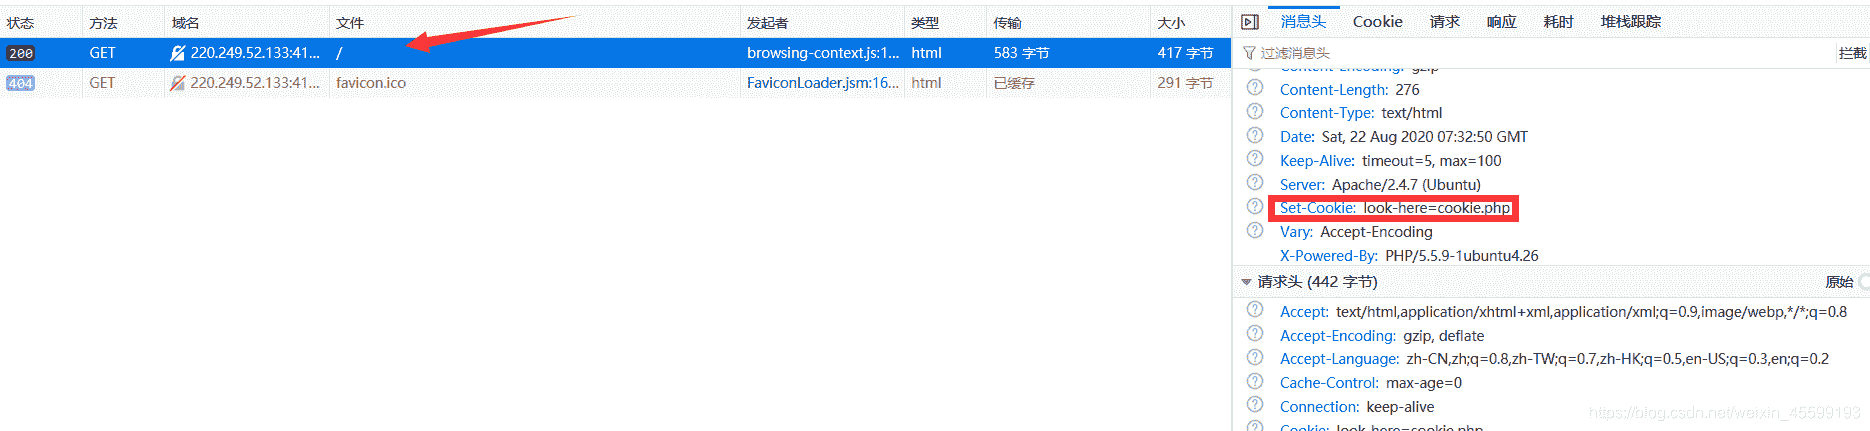 状态 方法 域名 文件 发起者 类型 传输 大小
200 GET 220.249.52.133:41... / browsing-context.js:1... html 583 字节 417 字节
404 GET 220.249.52.133:41... favicon.ico FaviconLoader.jsm:16... html 已缓存 291 字节
消息头 Cookie 请求 响应 耗时 堆栈跟踪
过滤消息头 拦截
Content-Encoding: gzip
Content-Length: 276
Content-Type: text/html
Date: Sat, 22 Aug 2020 07:32:50 GMT
Keep-Alive: timeout=5, max=100
Server: Apache/2.4.7 (Ubuntu)
Set-Cookie: look-here=cookie.php
Vary: Accept-Encoding
X-Powered-By: PHP/5.5.9-1ubuntu4.26
请求头 (442 字节) 原始
Accept: text/html,application/xhtml+xml,application/xml;q=0.9,image/webp,*/*;q=0.8
Accept-Encoding: gzip, deflate
Accept-Language: zh-CN,zh;q=0.8,zh-TW;q=0.7,zh-HK;q=0.5,en-US;q=0.3,en;q=0.2
Cache-Control: max-age=0
Connection: keep-alive
Cookie: look-here=cookie.php
https://blog.csdn.net/weixin_45599193